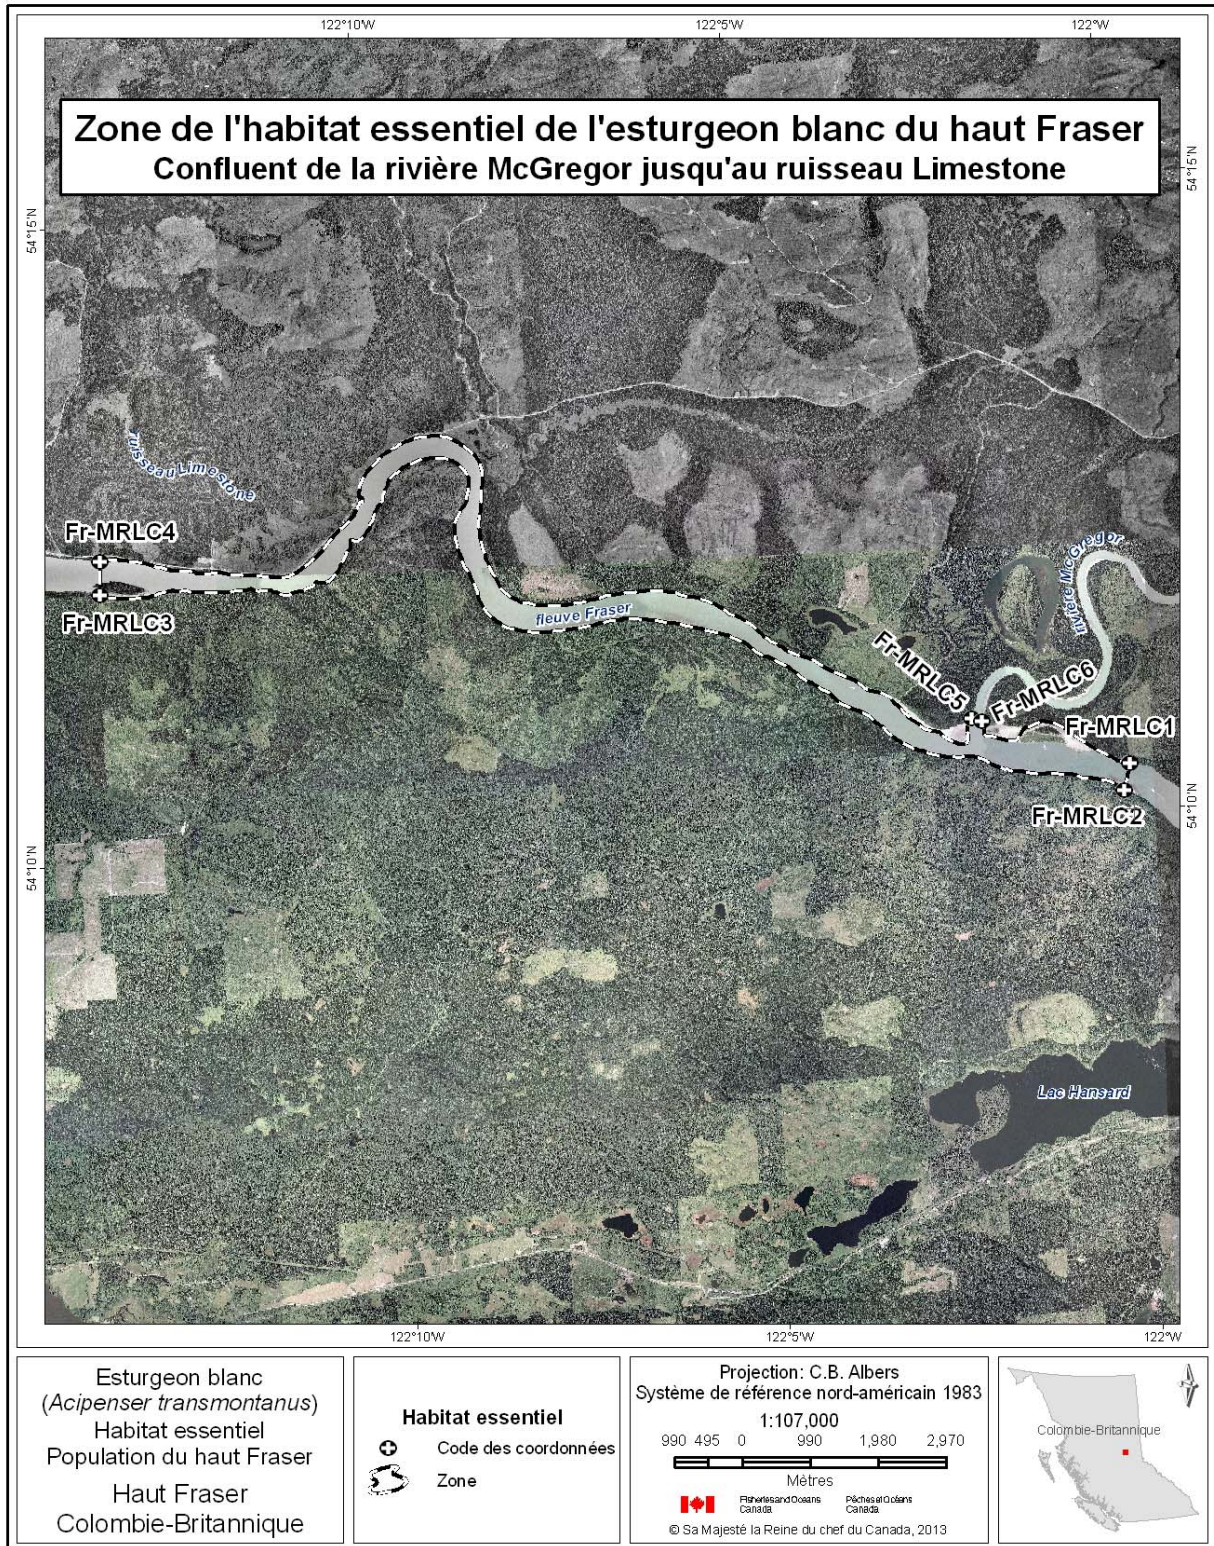 122°10'W
122°5'W
122°W
Zone de l'habitat essentiel de l'esturgeon blanc du haut Fraser
Confluent de la rivière McGregor jusqu'au ruisseau Limestone
54°15'N
54°15'N
ruisseau Limestone
Fr-MRLC4
Fr-MRLC3
fleuve Fraser
rivière McGregor
Fr-MRLC5
Fr-MRLC6
Fr-MRLC1
Fr-MRLC2
54°10'N
54°10'N
Lac Hansard
122°10'W
122°5'W
122°W
Esturgeon blanc
(Acipenser transmontanus)
Habitat essentiel
Population du haut Fraser
Haut Fraser
Colombie-Britannique
Habitat essentiel
Code des coordonnées
Zone
Projection: C.B. Albers
Système de référence nord-américain 1983
1:107,000
990 495 0 990 1,980 2,970
Mètres
Fisheries and Oceans
Canada
Pêches et Océans
Canada
© Sa Majesté la Reine du chef du Canada, 2013
Colombie-Britannique